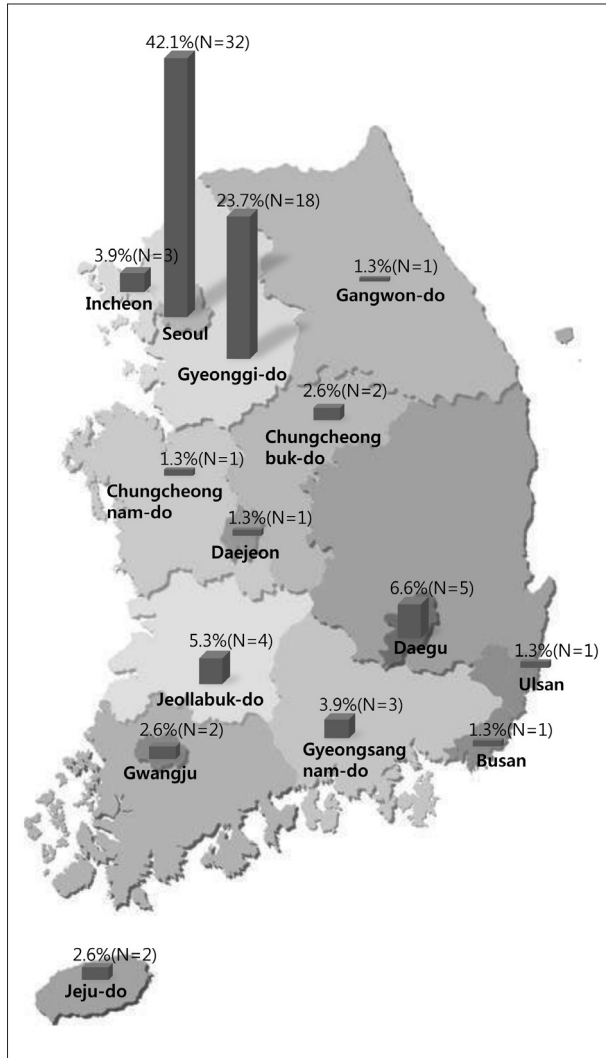 42.1%(N=32)
23.7%(N=18)
3.9%(N=3)
Incheon
1.3%(N=1)
Gangwon-do
Seoul
Gyeonggi-do
2.6%(N=2)
Chungcheong
buk-do
1.3%(N=1)
Chungcheong
nam-do
1.3%(N=1)
Daejeon
6.6%(N=5)
Daegu
5.3%(N=4)
Jeollabuk-do
1.3%(N=1)
Ulsan
3.9%(N=3)
Gyeongsang
nam-do
2.6%(N=2)
Gwangju
1.3%(N=1)
Busan
2.6%(N=2)
Jeju-do